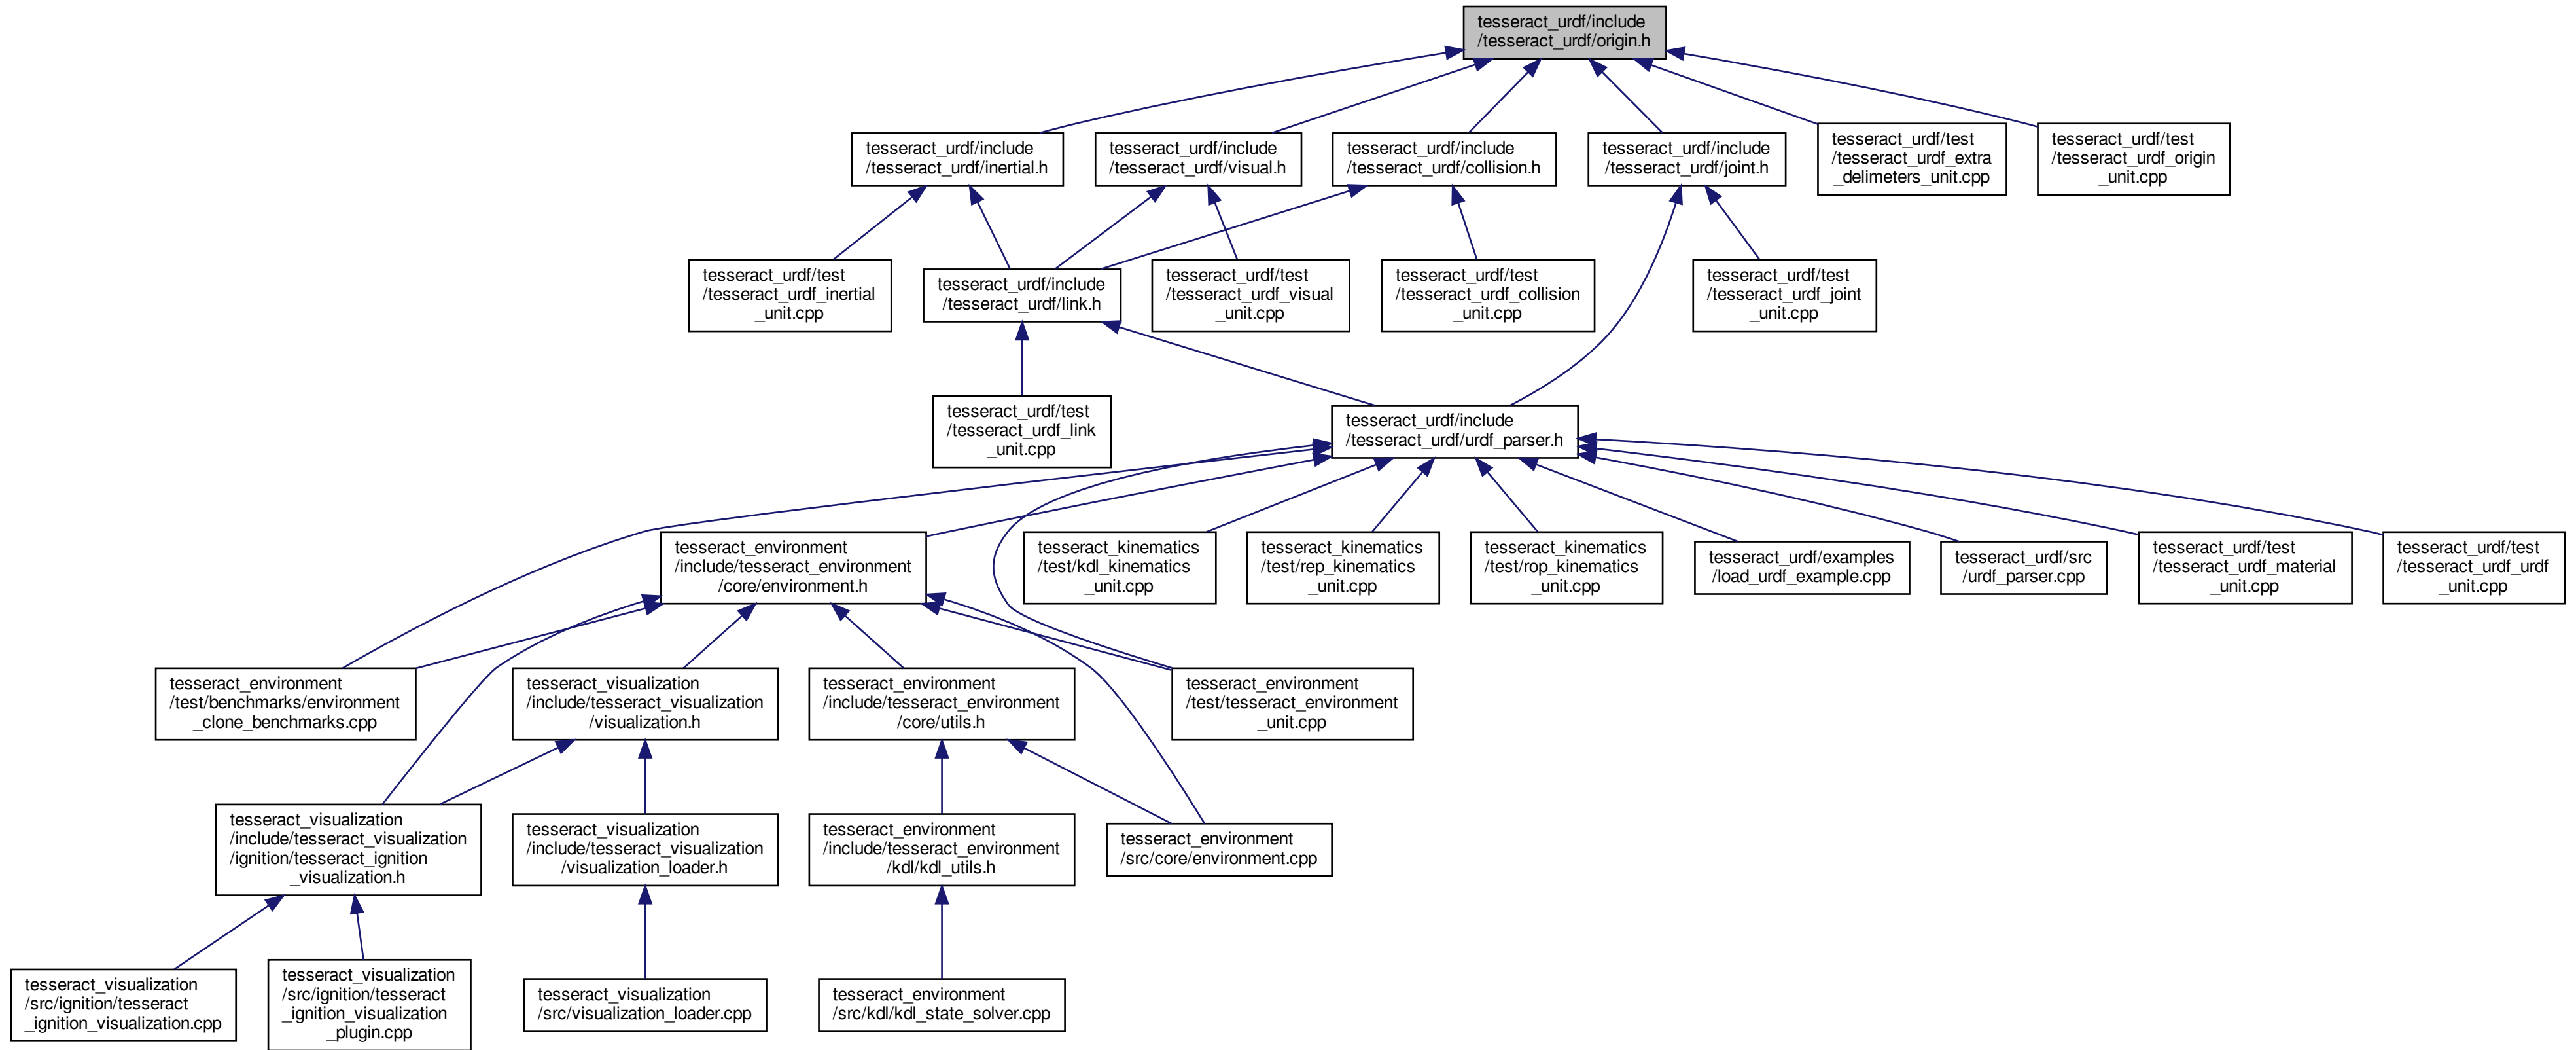 tesseract_urdf/include
/tesseract_urdf/origin.h
tesseract_urdf/include
/tesseract_urdf/inertial.h
tesseract_urdf/include
/tesseract_urdf/visual.h
tesseract_urdf/include
/tesseract_urdf/collision.h
tesseract_urdf/include
/tesseract_urdf/joint.h
tesseract_urdf/test
/tesseract_urdf_extra
_delimeters_unit.cpp
tesseract_urdf/test
/tesseract_urdf_origin
_unit.cpp
tesseract_urdf/test
/tesseract_urdf_inertial
_unit.cpp
tesseract_urdf/include
/tesseract_urdf/link.h
tesseract_urdf/test
/tesseract_urdf_visual
_unit.cpp
tesseract_urdf/test
/tesseract_urdf_collision
_unit.cpp
tesseract_urdf/test
/tesseract_urdf_joint
_unit.cpp
tesseract_urdf/test
/tesseract_urdf_link
_unit.cpp
tesseract_urdf/include
/tesseract_urdf/urdf_parser.h
tesseract_environment
/include/tesseract_environment
/core/environment.h
tesseract_kinematics
/test/kdl_kinematics
_unit.cpp
tesseract_kinematics
/test/rep_kinematics
_unit.cpp
tesseract_kinematics
/test/rop_kinematics
_unit.cpp
tesseract_urdf/examples
/load_urdf_example.cpp
tesseract_urdf/src
/urdf_parser.cpp
tesseract_urdf/test
/tesseract_urdf_material
_unit.cpp
tesseract_urdf/test
/tesseract_urdf_urdf
_unit.cpp
tesseract_environment
/test/benchmarks/environment
_clone_benchmarks.cpp
tesseract_visualization
/include/tesseract_visualization
/visualization.h
tesseract_environment
/include/tesseract_environment
/core/utils.h
tesseract_environment
/test/tesseract_environment
_unit.cpp
tesseract_visualization
/include/tesseract_visualization
/ignition/tesseract_ignition
_visualization.h
tesseract_visualization
/include/tesseract_visualization
/visualization_loader.h
tesseract_environment
/include/tesseract_environment
/kdl/kdl_utils.h
tesseract_environment
/src/core/environment.cpp
tesseract_visualization
/src/ignition/tesseract
_ignition_visualization.cpp
tesseract_visualization
/src/ignition/tesseract
_ignition_visualization
_plugin.cpp
tesseract_visualization
/src/visualization_loader.cpp
tesseract_environment
/src/kdl/kdl_state_solver.cpp